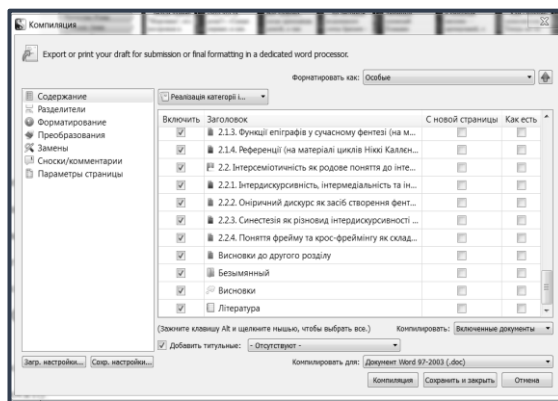 Компиляция
Export or print your draft for submission or final formatting in a dedicated word processor.
Форматировать как: Особые
Содержание
Разделители
Форматирование
Преобразования
Замены
Сноски/комментарии
Параметры страницы
Реалізація категорії і...
Включить Заголовок С новой страницы Как есть
2.1.3. Функції епіграфів у сучасному фентезі (на м...
2.1.4. Референції (на матеріалі циклів Ніккі Каллен...
2.2. Інтерсеміотичність як родове поняття до інте...
2.2.1. Інтердискурсивність, інтермедіальність та ін...
2.2.2. Оніричний дискурс як засіб створення фент...
2.2.3. Синестезія як різновид інтердискурсивності ...
2.2.4. Поняття фрейму та крос-фреймінгу як склад...
Висновки до другого розділу
Безымянный
Висновки
Література
(Зажмите клавишу Alt и щелкните мышью, чтобы выбрать все.) Компилировать: Включенные документы
Добавить титульные: - Отсутствуют -
Загр. настройки... Сохр. настройки... Компилировать для: Документ Word 97-2003 (.doc)
Компиляция Сохранить и закрыть Отмена